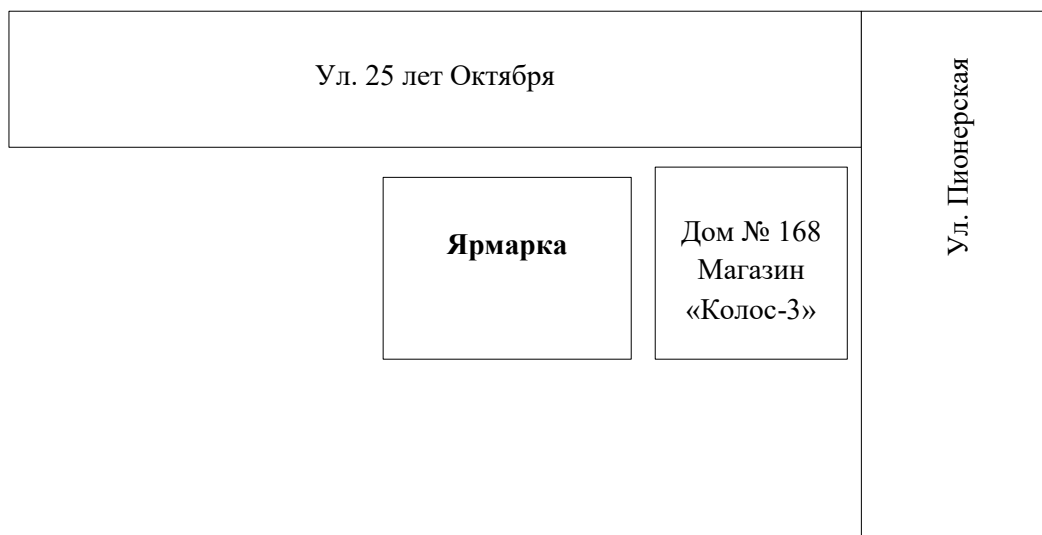 Ул. 25 лет Октября
Ул. Пионерская
Ярмарка
Дом № 168
Магазин
«Колос-3»